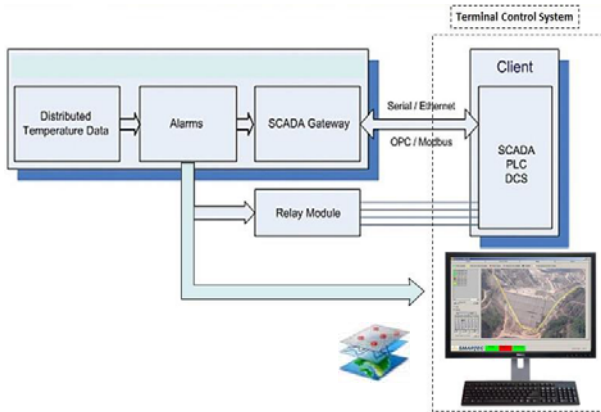 Terminal Control System
Client
Distributed
Temperature Data
Alarms
SCADA Gateway
Serial / Ethernet
OPC / Modbus
SCADA
PLC
DCS
Relay Module
SMARTEC